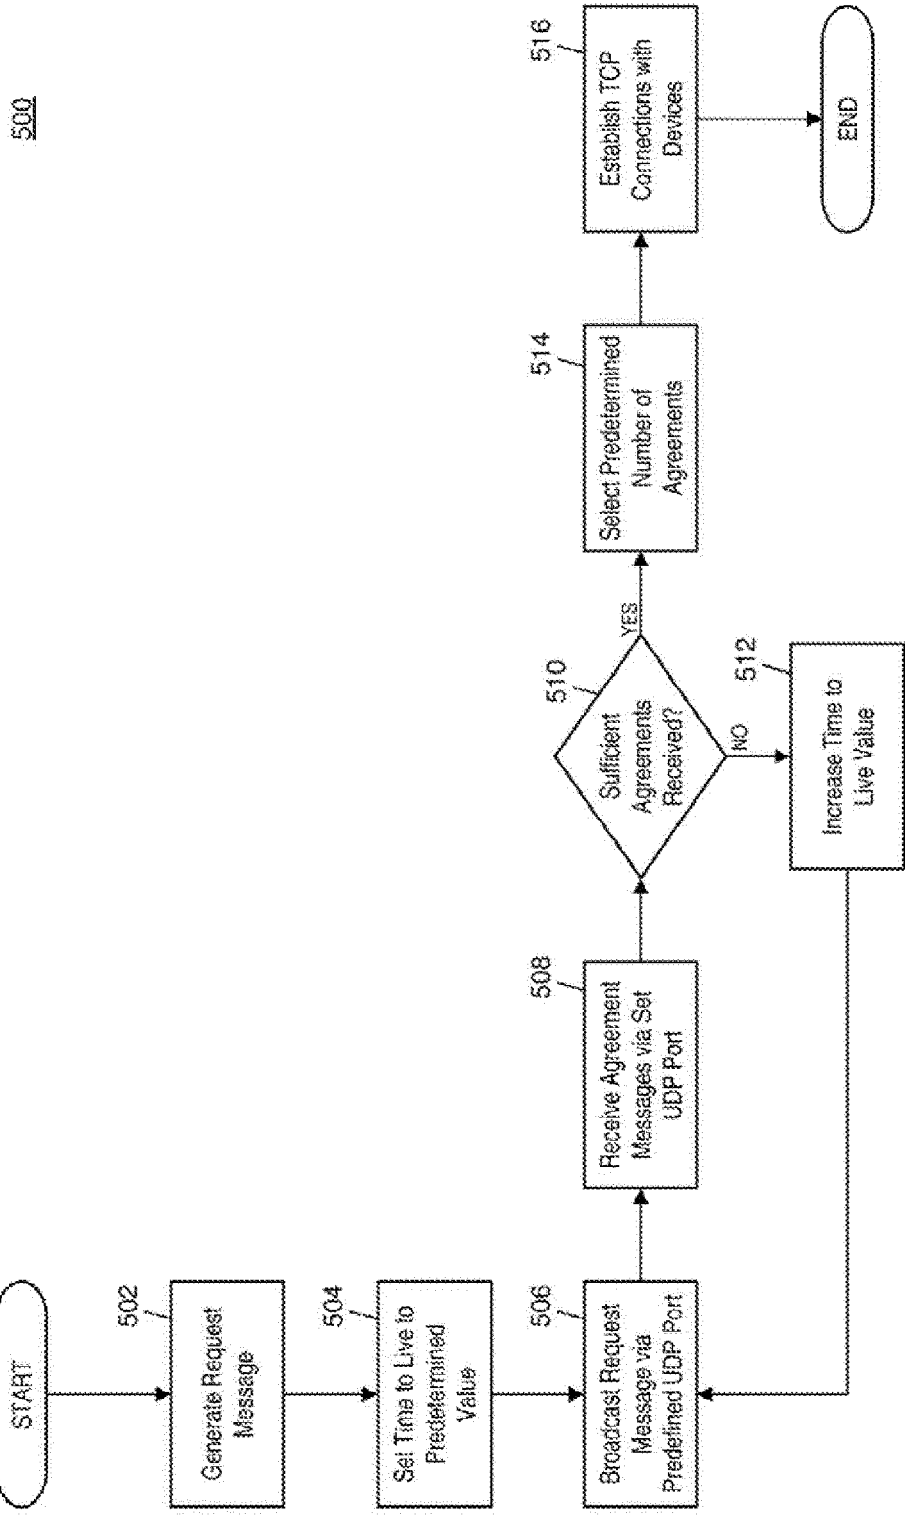 500
START
502
Generate Request
Message
504
Set Time to Live to
Predetermined
Value
506
Broadcast Request
Message via
Predefined UDP Port
508
Receive Agreement
Messages via Set
UDP Port
510
Sufficient
Agreements
Received?
YES
NO
512
Increase Time to
Live Value
514
Select Predetermined
Number of
Agreements
516
Establish TCP
Connections with
Devices
END